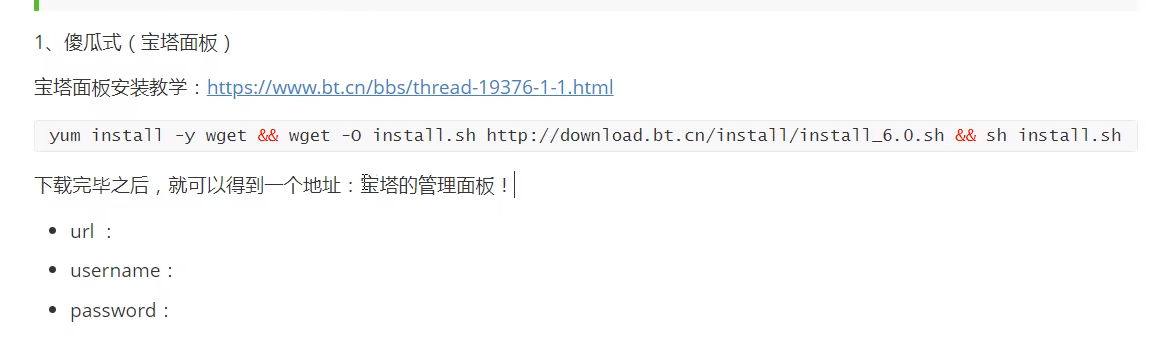 1、傻瓜式（宝塔面板）
宝塔面板安装教学：https://www.bt.cn/bbs/thread-19376-1-1.html
yum install -y wget && wget -O install.sh http://download.bt.cn/install/install_6.0.sh && sh install.sh
下载完毕之后，就可以得到一个地址：宝塔的管理面板！
• url ：
• username：
• password：